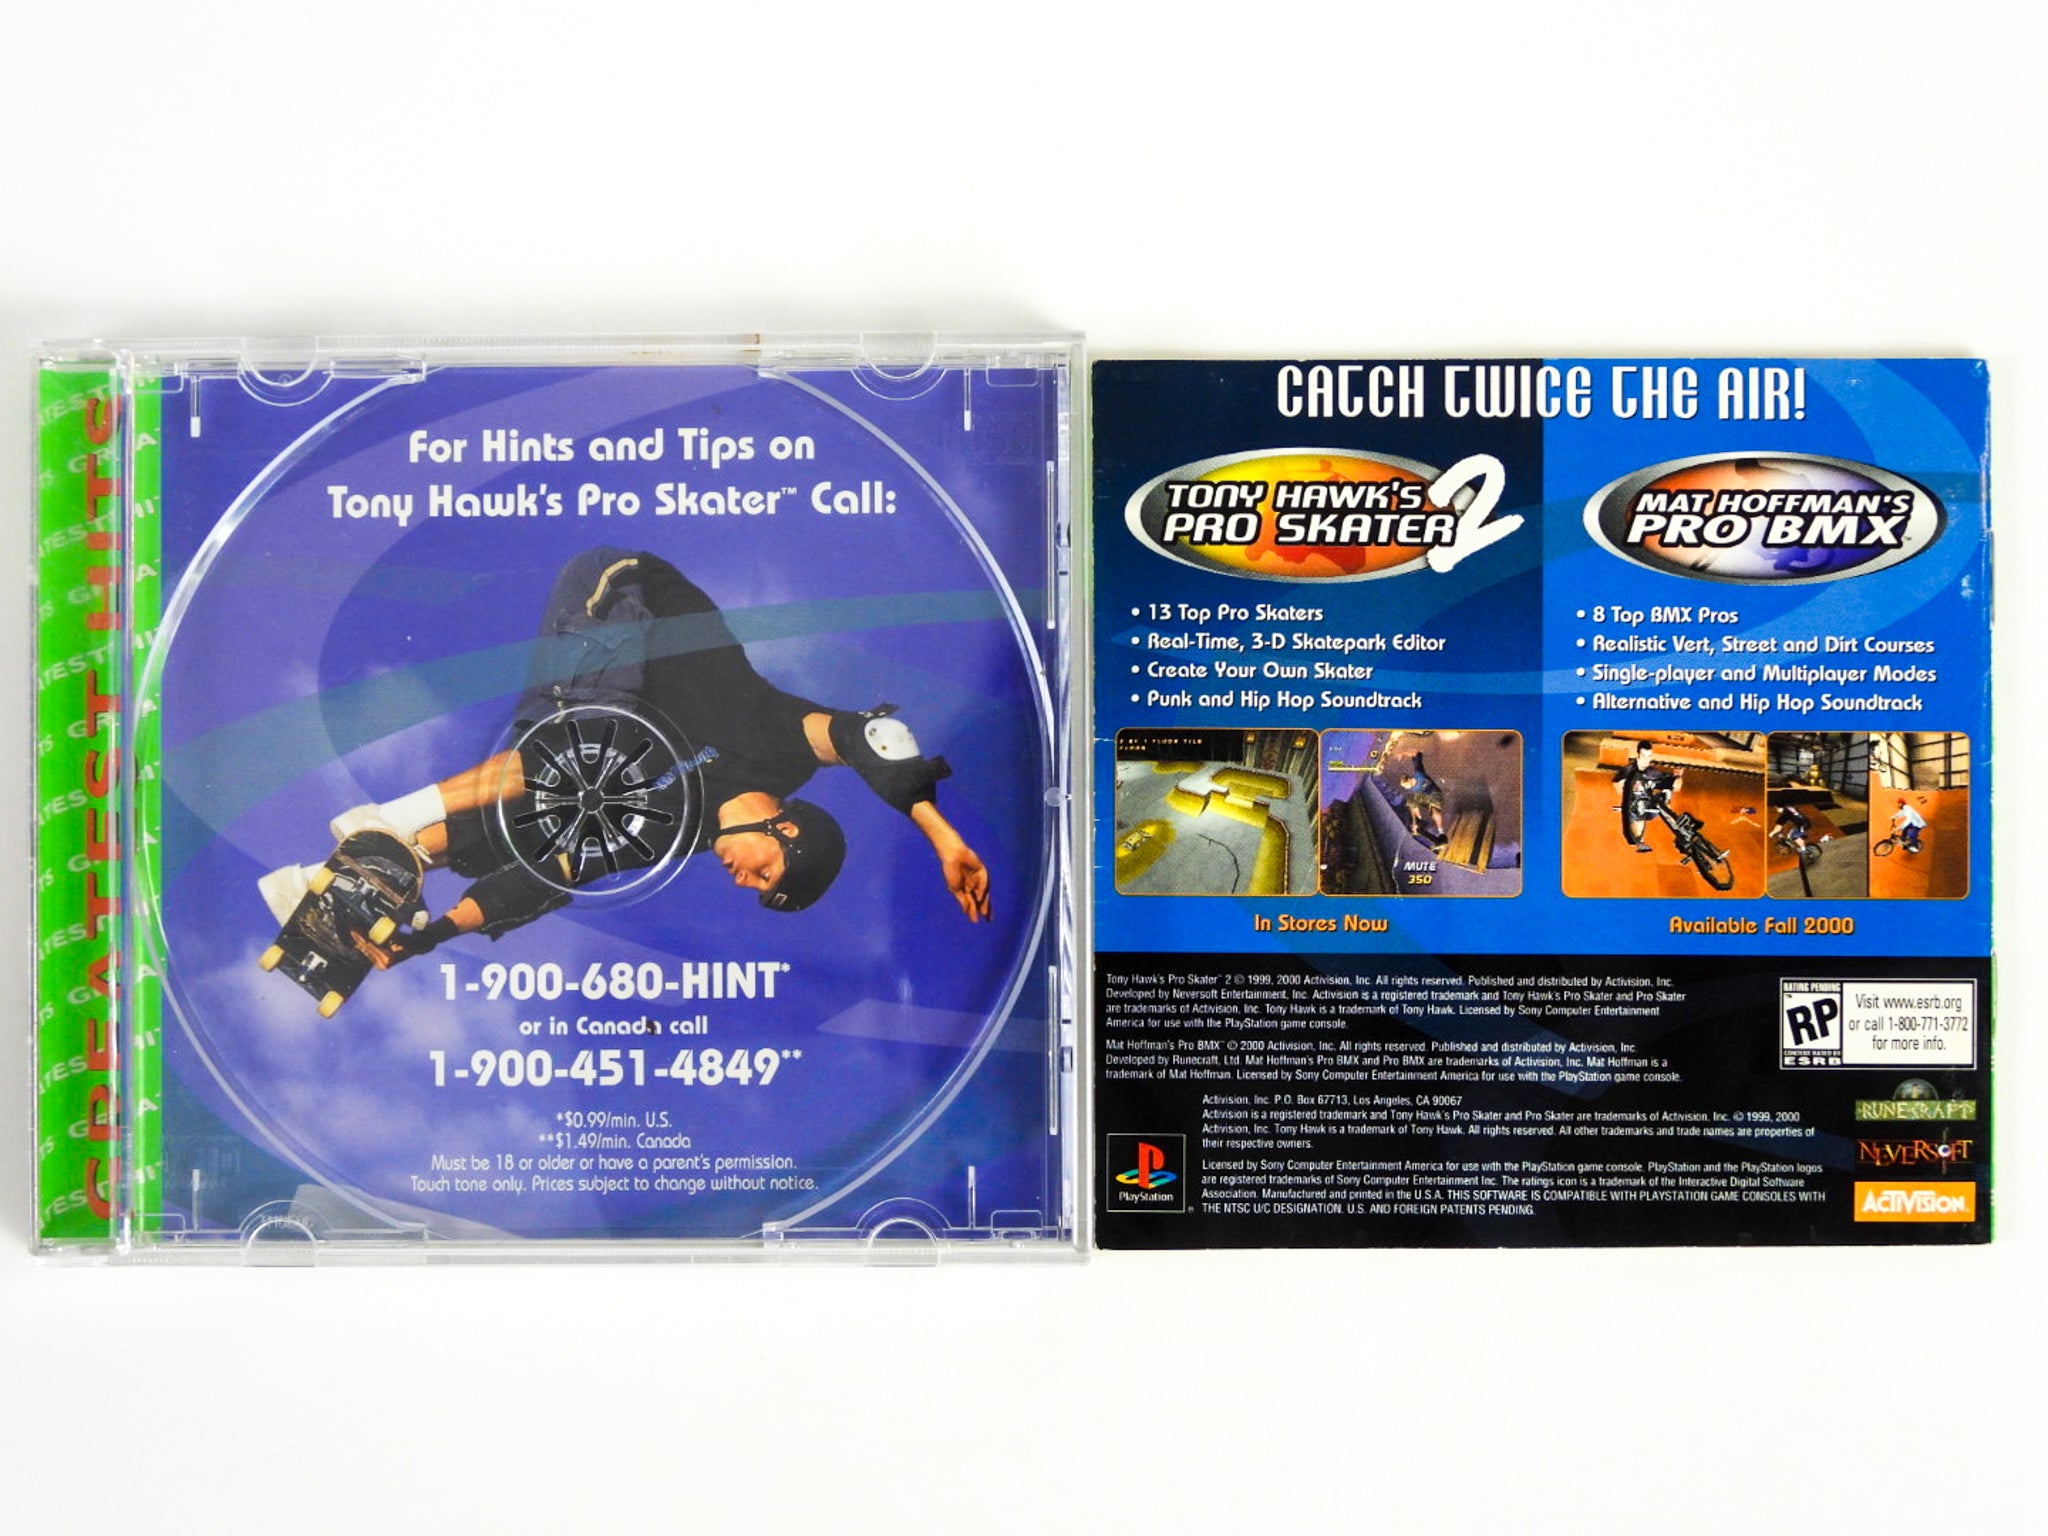 GREATEST HITS
For Hints and Tips on
Tony Hawk's Pro Skater™ Call:
1-900-680-HINT*
or in Canada call
1-900-451-4849**
*$0.99/min. U.S.
**$1.49/min. Canada
Must be 18 or older or have a parent's permission.
Touch tone only. Prices subject to change without notice.
CATCH TWICE THE AIR!
TONY HAWK'S
PRO SKATER 2
• 13 Top Pro Skaters
• Real-Time, 3-D Skatepark Editor
• Create Your Own Skater
• Punk and Hip Hop Soundtrack
MUTE
350
In Stores Now
MAT HOFFMAN'S
PRO BMX™
• 8 Top BMX Pros
• Realistic Vert, Street and Dirt Courses
• Single-player and Multiplayer Modes
• Alternative and Hip Hop Soundtrack
Available Fall 2000
Tony Hawk's Pro Skater™ 2 © 1999, 2000 Activision, Inc. All rights reserved. Published and distributed by Activision, Inc.
Developed by Neversoft Entertainment, Inc. Activision is a registered trademark and Tony Hawk's Pro Skater and Pro Skater
are trademarks of Activision, Inc. Tony Hawk is a trademark of Tony Hawk. Licensed by Sony Computer Entertainment
America for use with the PlayStation game console.
Mat Hoffman's Pro BMX™ © 2000 Activision, Inc. All rights reserved. Published and distributed by Activision, Inc.
Developed by Runecraft, Ltd. Mat Hoffman's Pro BMX and Pro BMX are trademarks of Activision, Inc. Mat Hoffman is a
trademark of Mat Hoffman. Licensed by Sony Computer Entertainment America for use with the PlayStation game console.
RATING PENDING
RP
CONTENT RATED BY
ESRB
Visit www.esrb.org
or call 1-800-771-3772
for more info.
Activision, Inc. P.O. Box 67713, Los Angeles, CA 90067
Activision is a registered trademark and Tony Hawk's Pro Skater and Pro Skater are trademarks of Activision, Inc. © 1999, 2000
Activision, Inc. Tony Hawk is a trademark of Tony Hawk. All rights reserved. All other trademarks and trade names are properties of
their respective owners.
Licensed by Sony Computer Entertainment America for use with the PlayStation game console. PlayStation and the PlayStation logos
are registered trademarks of Sony Computer Entertainment Inc. The ratings icon is a trademark of the Interactive Digital Software
Association. Manufactured and printed in the U.S.A. THIS SOFTWARE IS COMPATIBLE WITH PLAYSTATION GAME CONSOLES WITH
THE NTSC U/C DESIGNATION. U.S. AND FOREIGN PATENTS PENDING.
PlayStation
RUNECRAFT
NEVERSOFT
ACTIVISION